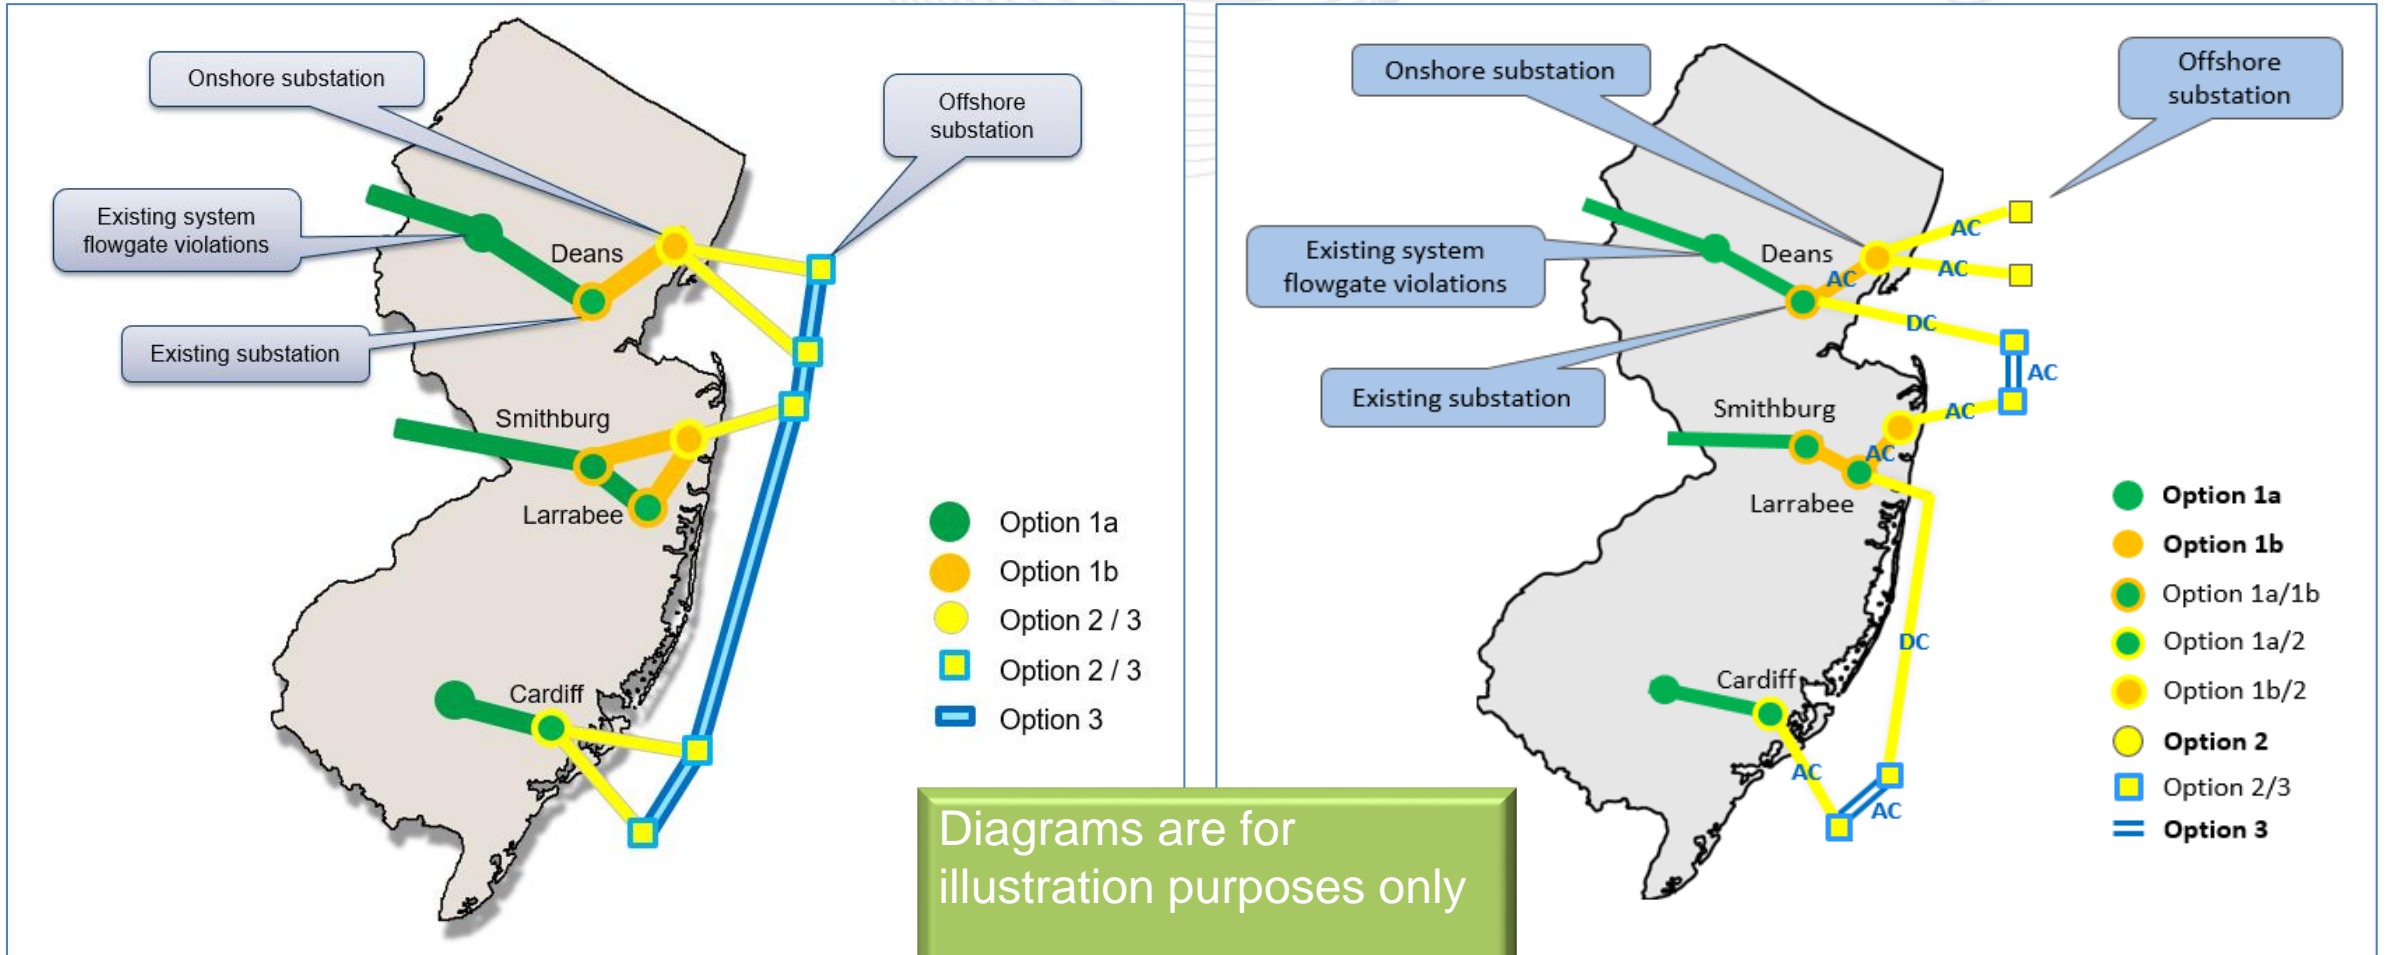 Onshore substation
Offshore
substation
Existing system
flowgate violations
Deans
Existing substation
Smithburg
Larrabee
Cardiff
Option 1a
Option 1b
Option 2 / 3
Option 2 / 3
Option 3
Onshore substation
Offshore
substation
Existing system
flowgate violations
Deans
AC
AC
AC
DC
AC
Existing substation
Smithburg
AC
AC
Larrabee
DC
Cardiff
AC
AC
Option 1a
Option 1b
Option 1a/1b
Option 1a/2
Option 1b/2
Option 2
Option 2/3
Option 3
Diagrams are for
illustration purposes only